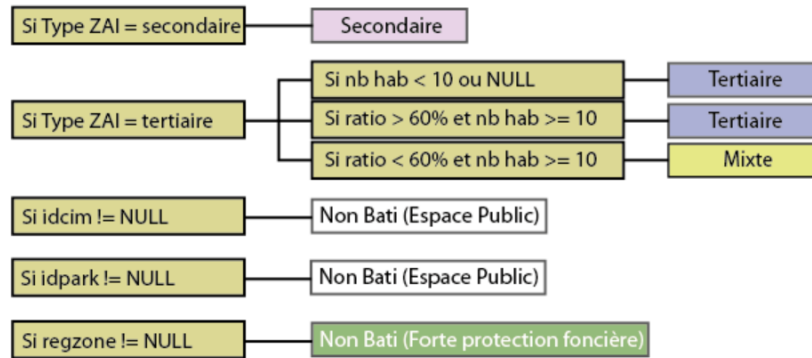 Si Type ZAI = secondaire
Secondaire
Si Type ZAI = tertiaire
Si nb hab < 10 ou NULL
Tertiaire
Si ratio > 60% et nb hab >= 10
Tertiaire
Si ratio < 60% et nb hab >= 10
Mixte
Si idcim != NULL
Non Bati (Espace Public)
Si idpark != NULL
Non Bati (Espace Public)
Si regzone != NULL
Non Bati (Forte protection foncière)